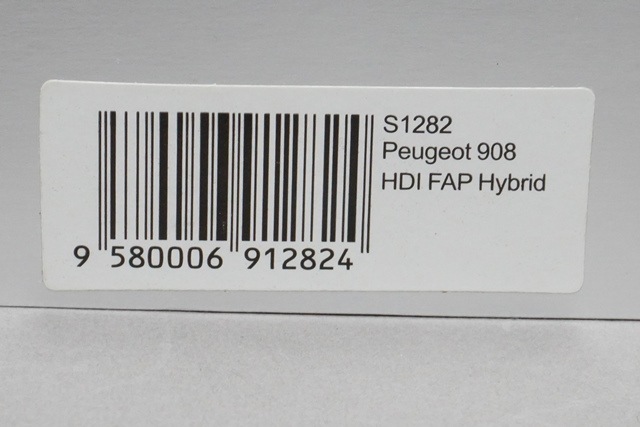 S1282
Peugeot 908
HDI FAP Hybrid
9 580006 912824